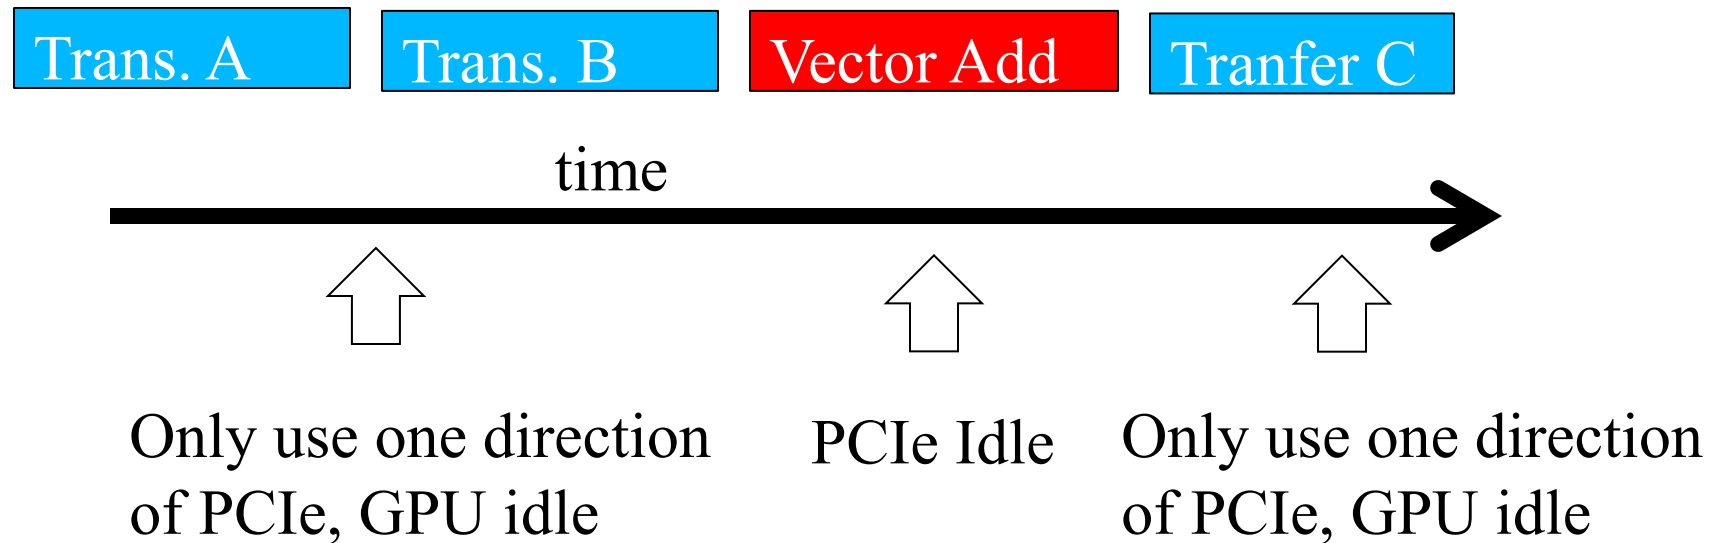 Trans. A
Trans. B
Vector Add
Tranfer C
time
Only use one direction
of PCIe, GPU idle
PCIe Idle
Only use one direction
of PCIe, GPU idle